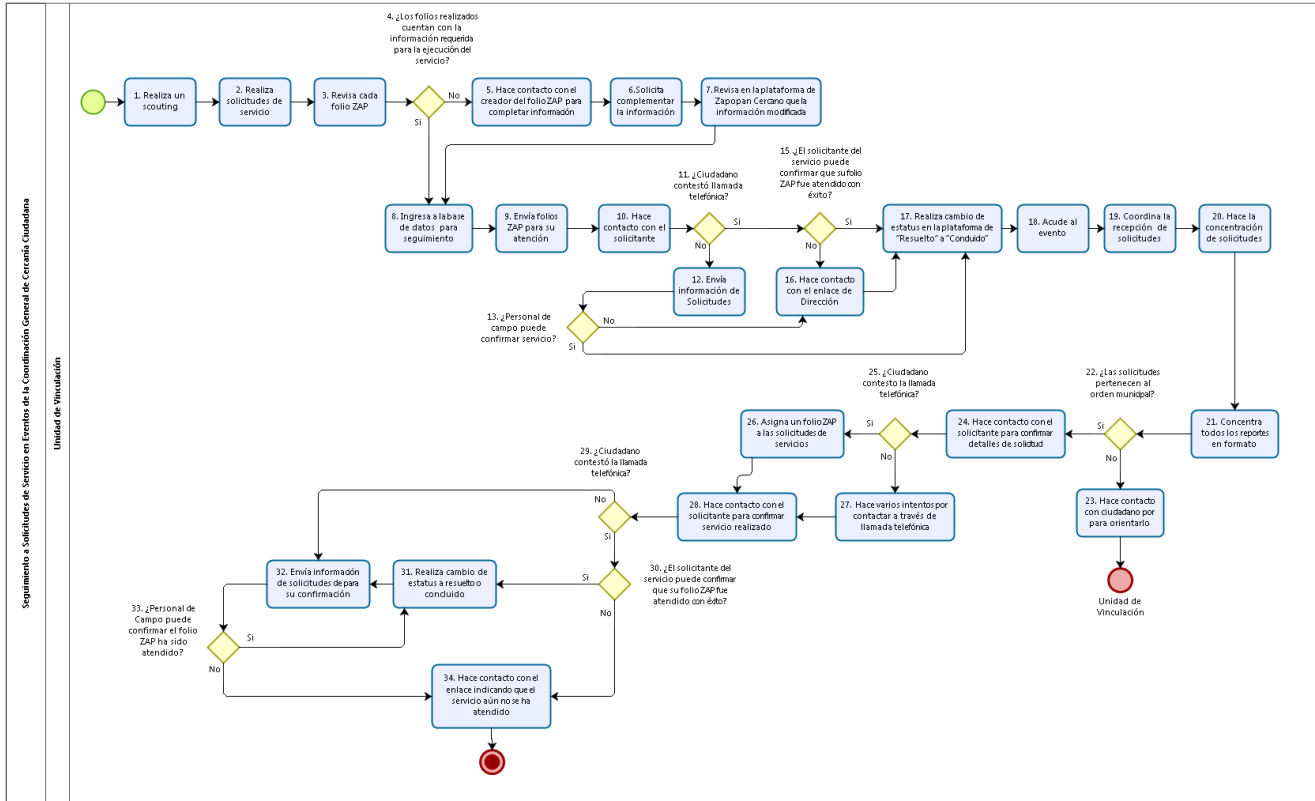 Seguimiento a Solicitudes de Servicio en Eventos de la Coordinación General de Cercanía Ciudadana
Unidad de Vinculación
4. ¿Los folios realizados
cuentan con la
información requerida
para la ejecución del
servicio?
1. Realiza un
scouting
2. Realiza
solicitudes de
servicio
3. Revisa cada
folio ZAP
No
Si
5. Hace contacto con el
creador del folio ZAP para
completar información
6.Solicita
complementar
la información
7. Revisa en la plataforma de
Zapopan Cercano que la
información modificada
8. Ingresa a la base
de datos para
seguimiento
9. Envía folios
ZAP para su
atención
10. Hace
contacto con el
solicitante
11. ¿Ciudadano
contestó llamada
telefónica?
Si
No
15. ¿El solicitante del
servicio puede
confirmar que su folio
ZAP fue atendido con
éxito?
Si
No
17. Realiza cambio de
estatus en la plataforma de
"Resuelto" a "Conduido"
18. Acude al
evento
19. Coordina la
recepción de
solicitudes
20. Hace la
concentración
de solicitudes
12. Envía
información de
Solicitudes
16. Hace contacto
con el enlace de
Dirección
13. ¿Personal de
campo puede
confirmar servicio?
No
Si
21. Concentra
todos los reportes
en formato
22. ¿Las solicitudes
pertenecen al
orden municipal?
Si
No
23. Hace contacto
con ciudadano por
para orientarlo
Unidad de
Vinculación
24. Hace contacto con el
solicitante para confirmar
detalles de solicitud
25. ¿Ciudadano
contesto la llamada
telefónica?
Si
No
26. Asigna un folio ZAP
a las solicitudes de
servicios
27. Hace varios intentos por
contactar a través de
llamada telefónica
28. Hace contacto con el
solicitante para confirmar
servicio realizado
29. ¿Ciudadano
contestó la llamada
telefónica?
No
Si
30. ¿El solicitante del
servicio puede confirmar
que su folio ZAP fue
atendido con éxito?
Si
No
31. Realiza cambio de
estatus a resuelto o
concluido
32. Envía información
de solicitudes de para
su confirmación
33. ¿Personal de
Campo puede
confirmar el folio
ZAP ha sido
atendido?
Si
No
34. Hace contacto con el
enlace indicando que el
servicio aún no se ha
atendido